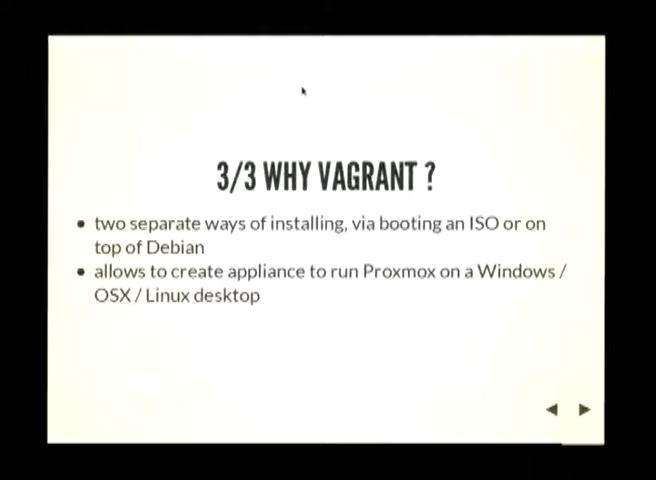 3/3 WHY VAGRANT ?
• two separate ways of installing, via booting an ISO or on
top of Debian
• allows to create appliance to run Proxmox on a Windows /
OSX / Linux desktop